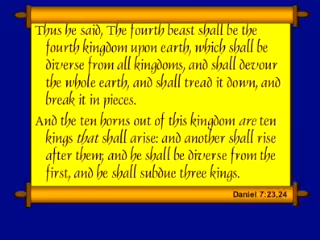 Thus he said, The fourth beast shall be the
fourth kingdom upon earth, which shall be
diverse from all kingdoms, and shall devour
the whole earth, and shall tread it down, and
break it in pieces.
And the ten horns out of this kingdom are ten
kings that shall arise: and another shall rise
after them; and he shall be diverse from the
first, and he shall subdue three kings.
Daniel 7:23,24